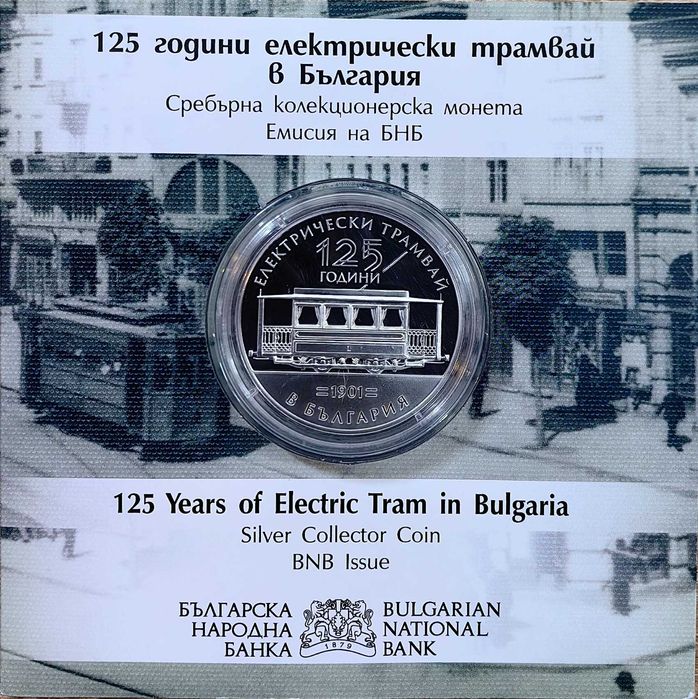 125 години електрически трамвай
в България
Сребърна колекционерска монета
Емисия на БНБ
ЕЛЕКТРИЧЕСКИ ТРАМВАЙ
125
ГОДИНИ
=1901=
В БЪЛГАРИЯ
125 Years of Electric Tram in Bulgaria
Silver Collector Coin
BNB Issue
БЪЛГАРСКА
НАРОДНА
БАНКА
1879
BULGARIAN
NATIONAL
BANK